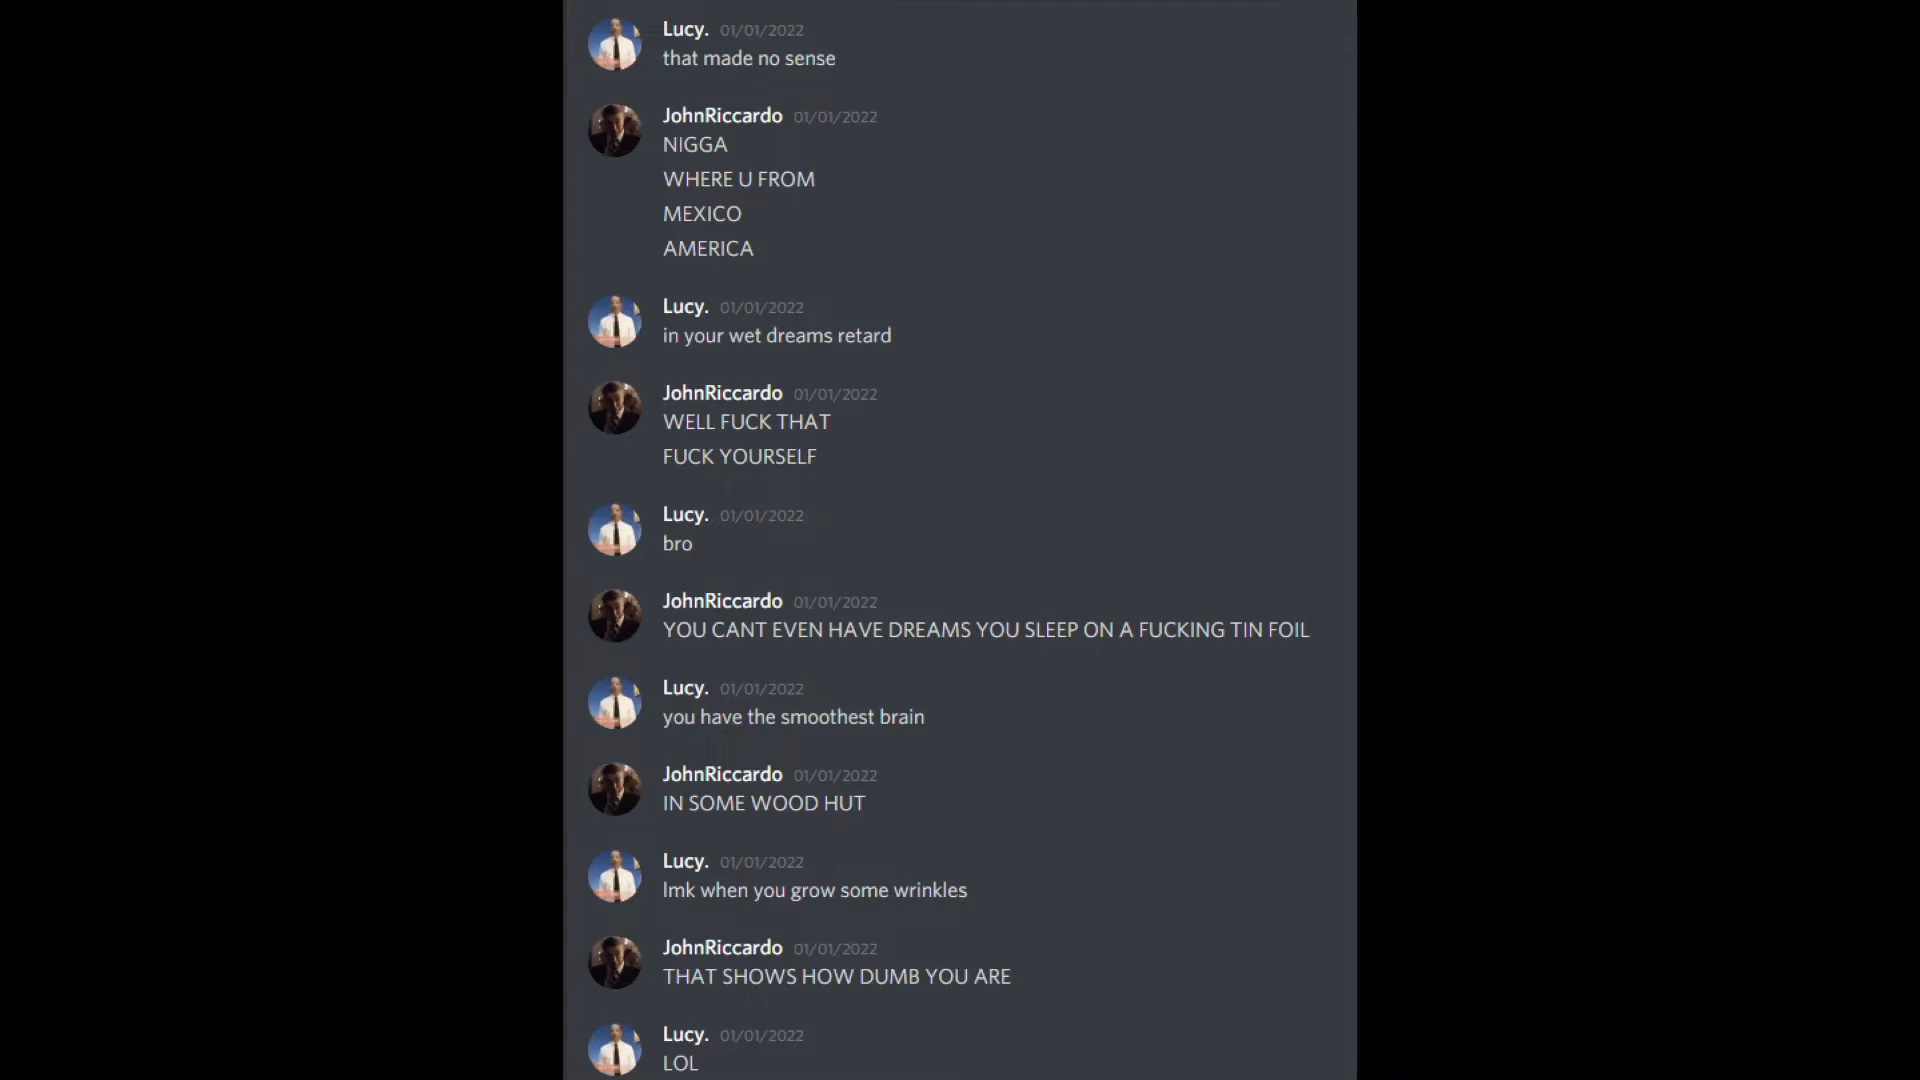 Lucy. 01/01/2022
that made no sense
JohnRiccardo 01/01/2022
NIGGA
WHERE U FROM
MEXICO
AMERICA
Lucy. 01/01/2022
in your wet dreams retard
JohnRiccardo 01/01/2022
WELL FUCK THAT
FUCK YOURSELF
Lucy. 01/01/2022
bro
JohnRiccardo 01/01/2022
YOU CANT EVEN HAVE DREAMS YOU SLEEP ON A FUCKING TIN FOIL
Lucy. 01/01/2022
you have the smoothest brain
JohnRiccardo 01/01/2022
IN SOME WOOD HUT
Lucy. 01/01/2022
lmk when you grow some wrinkles
JohnRiccardo 01/01/2022
THAT SHOWS HOW DUMB YOU ARE
Lucy. 01/01/2022
LOL